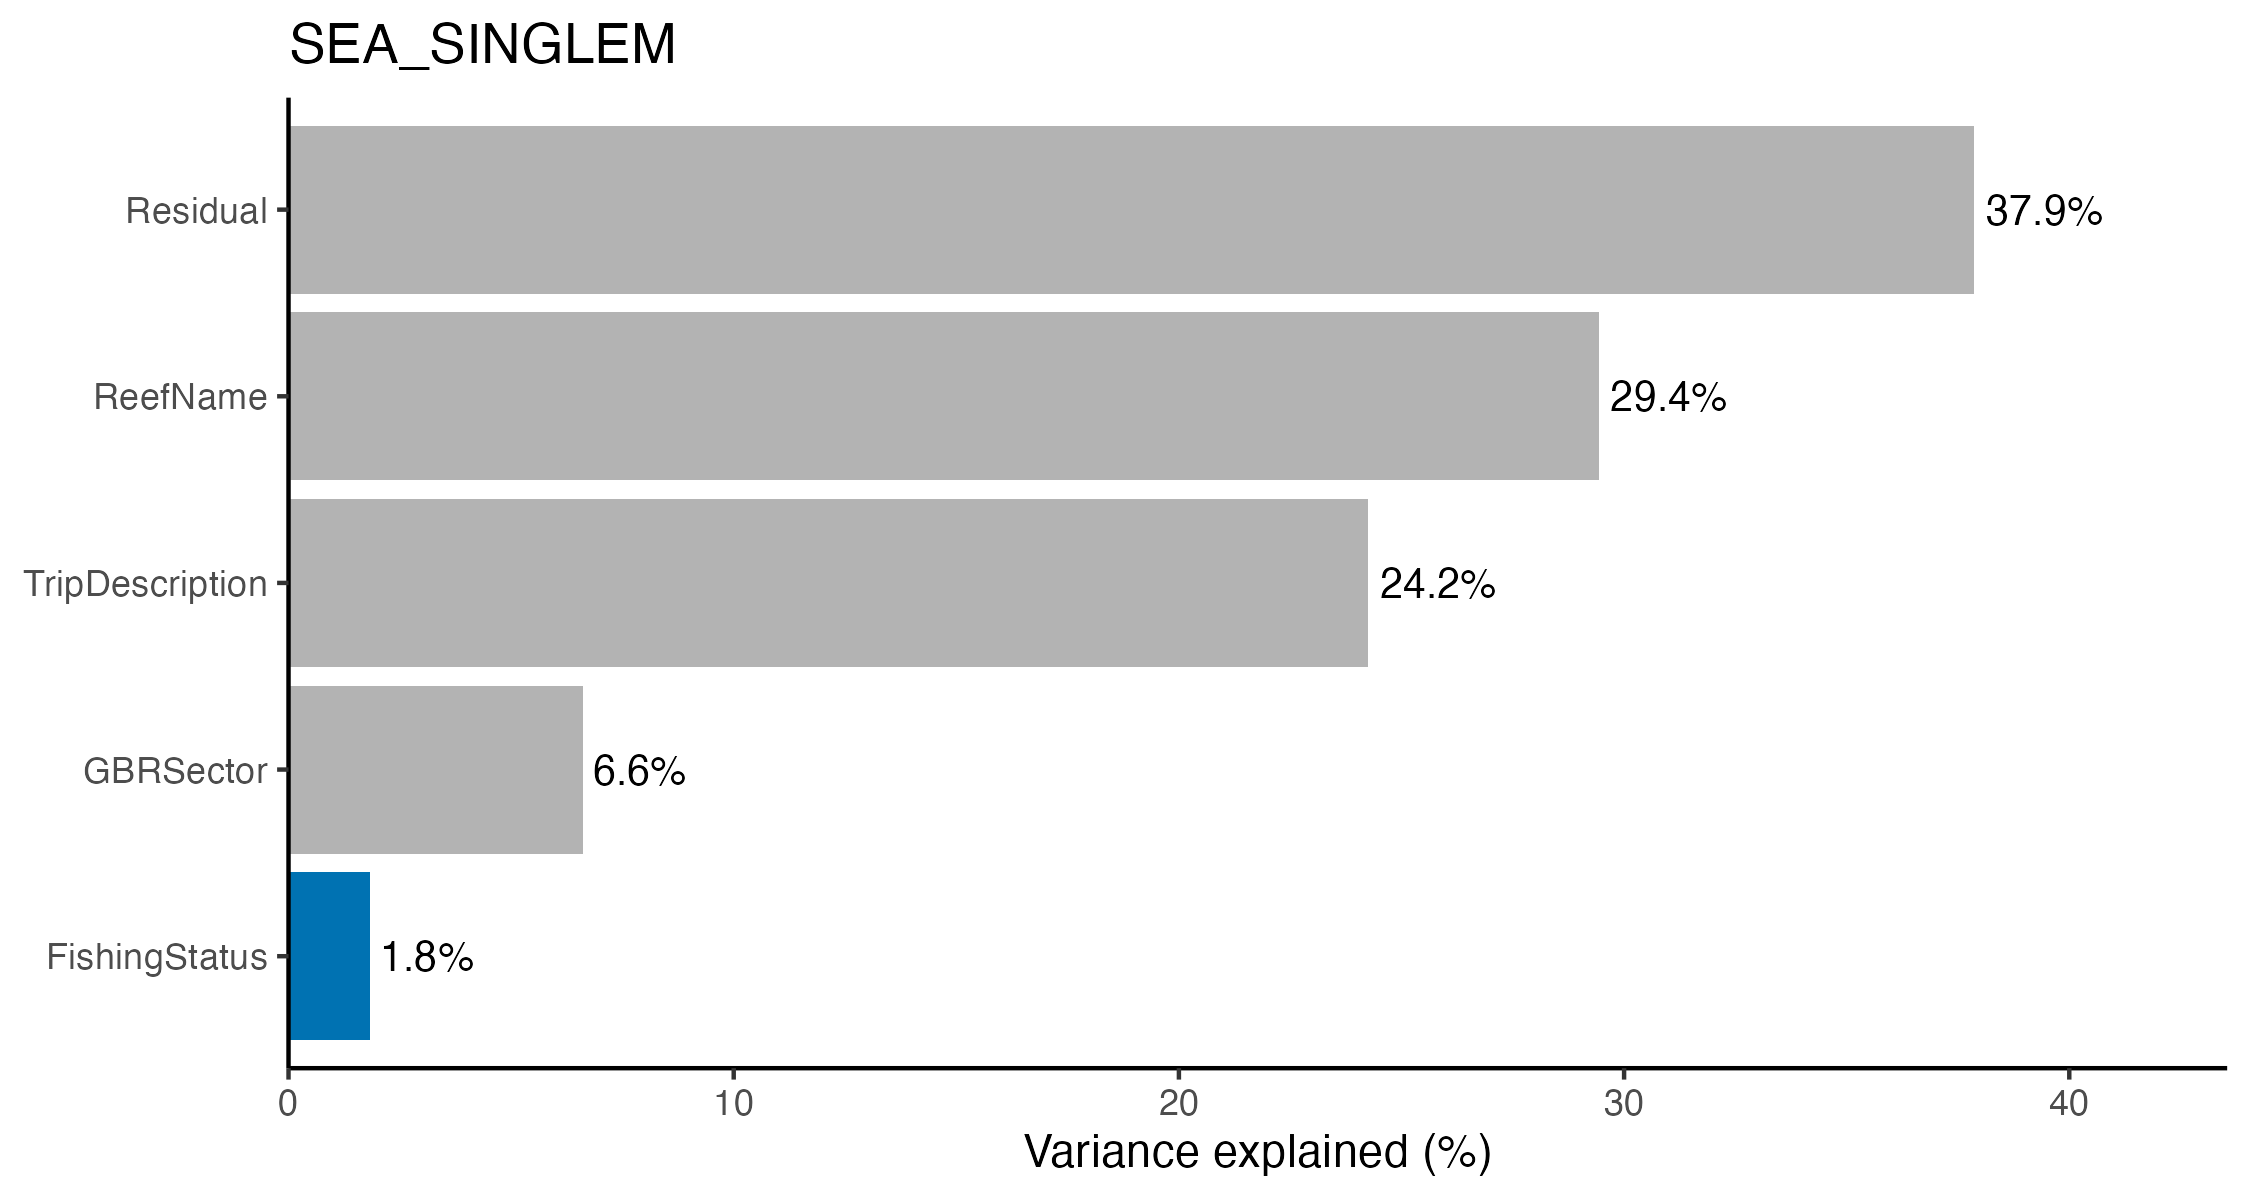 SEA_SINGLEM
Residual
37.9%
ReefName
29.4%
TripDescription
24.2%
GBRSector
6.6%
FishingStatus
1.8%
0 10 20 30 40
Variance explained (%)